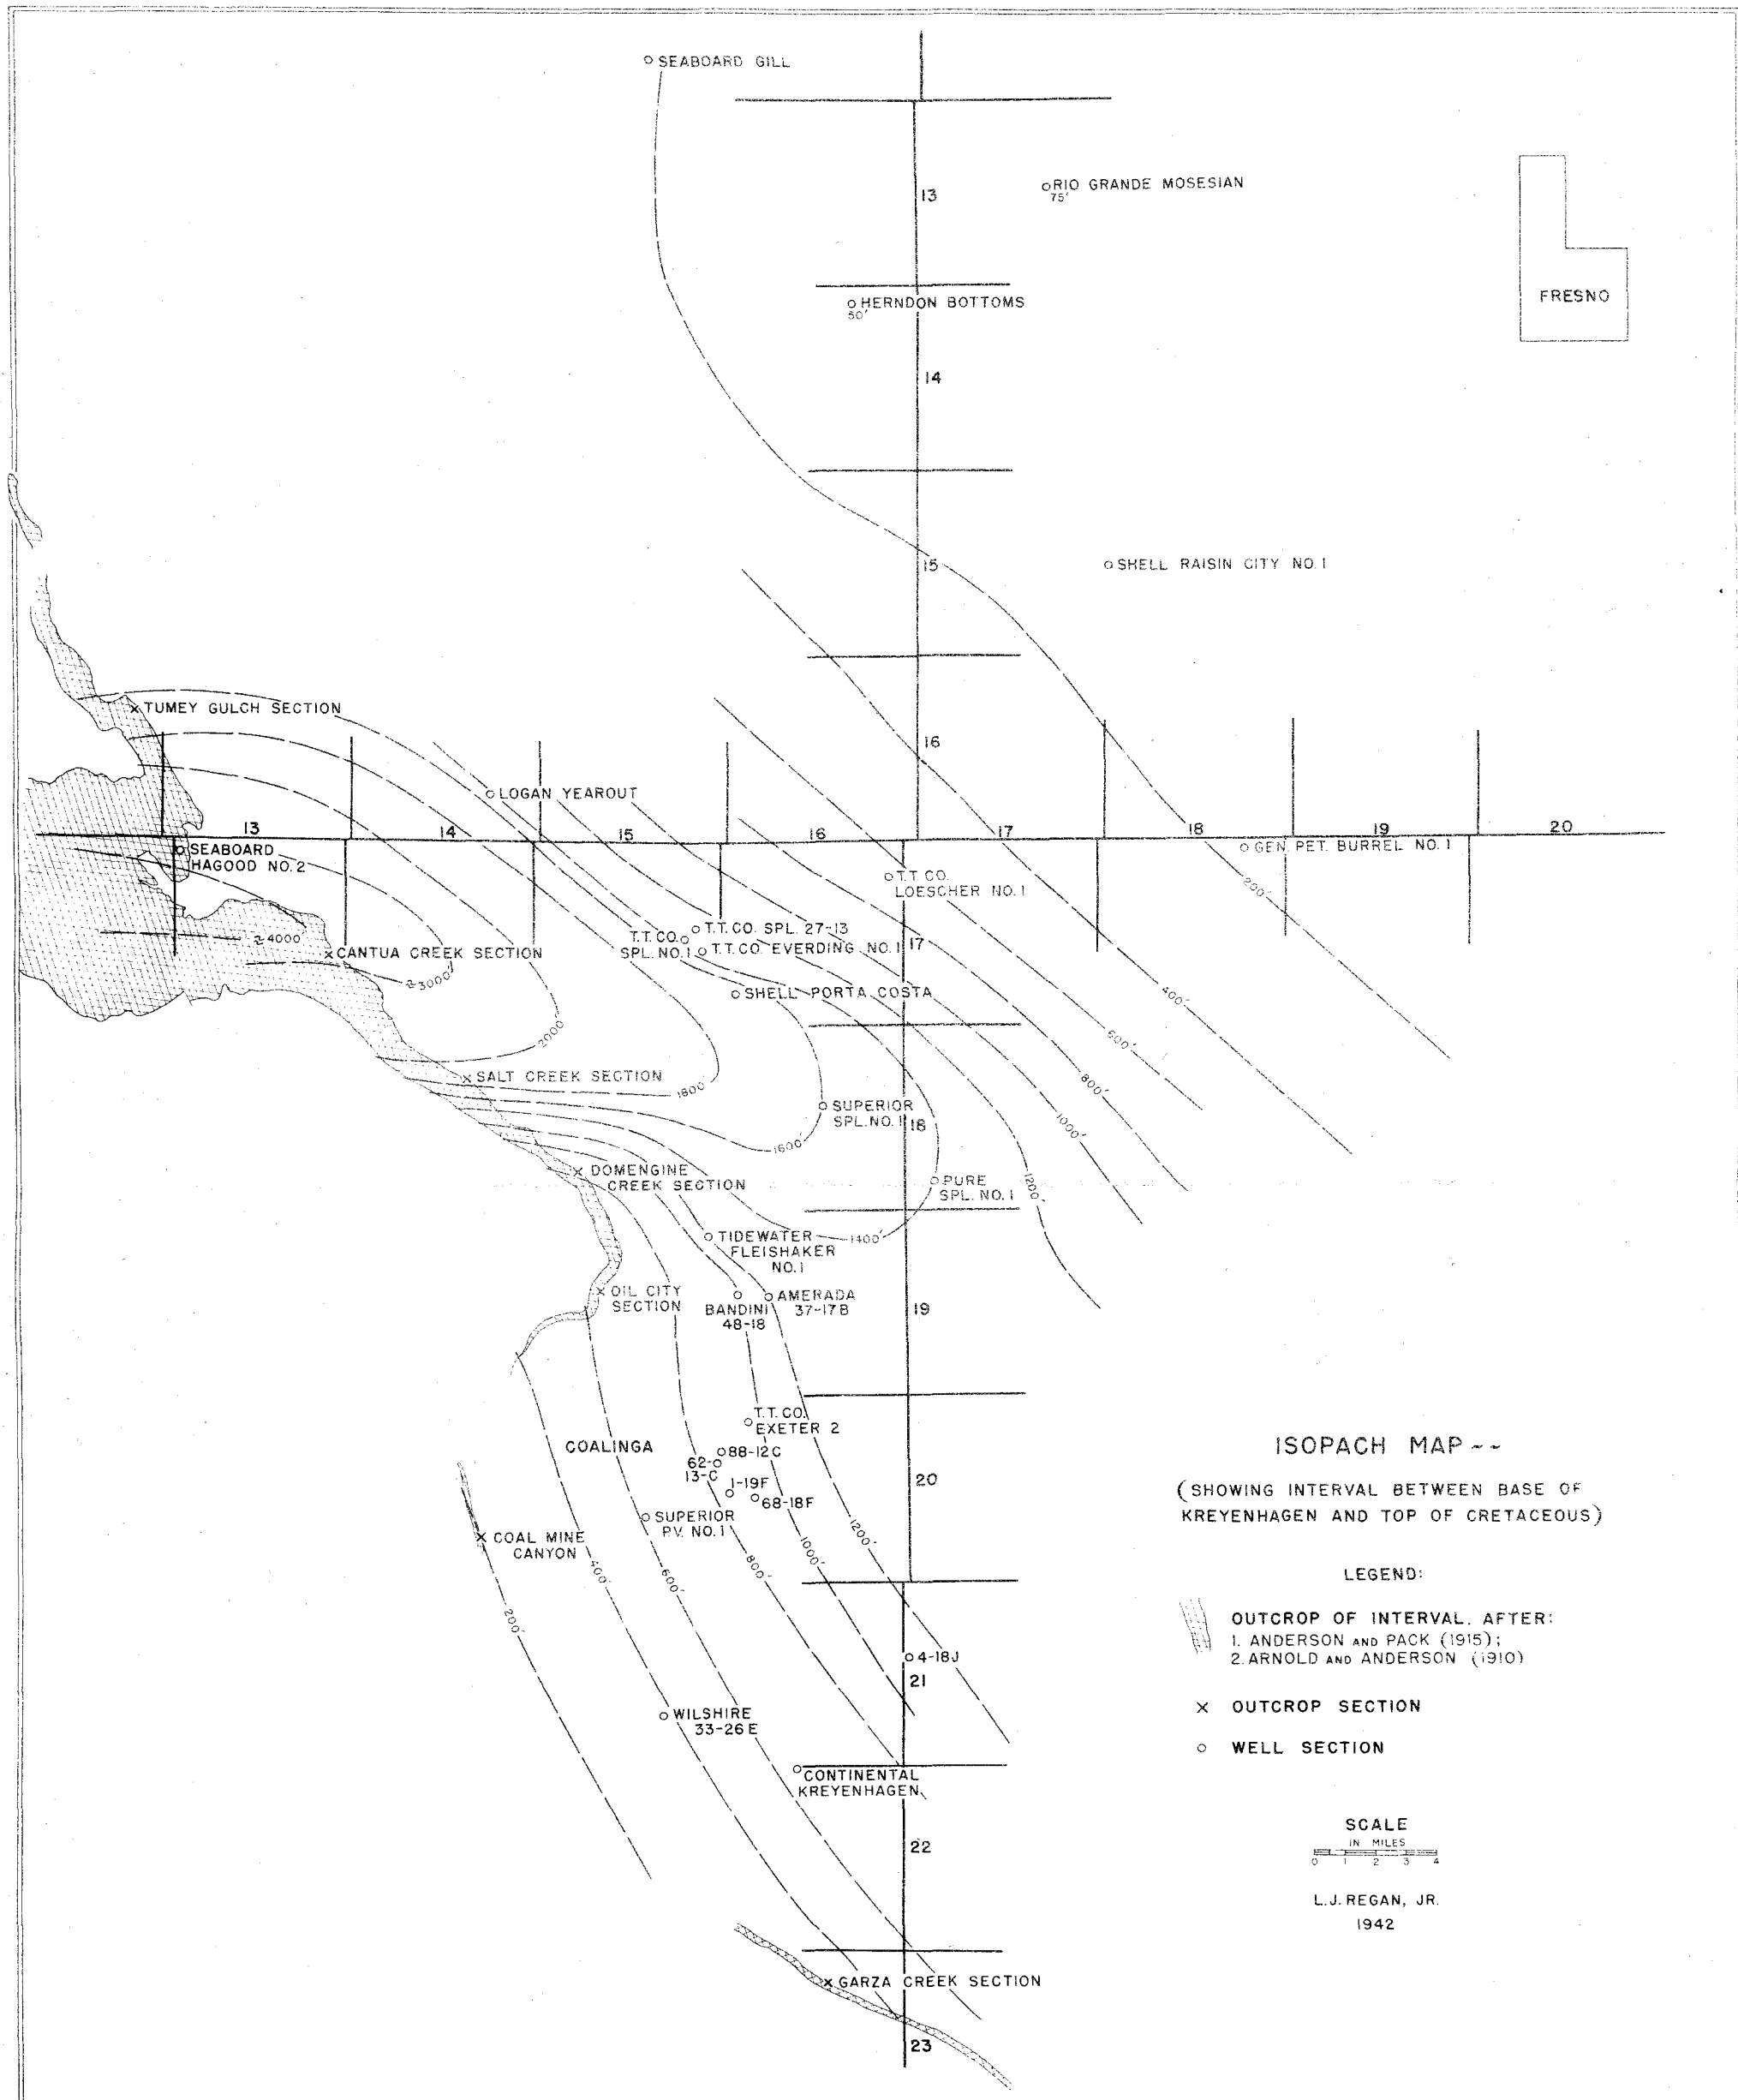 SEABOARD GILL
13
RIO GRANDE MOSESIAN
75'
HERNDON BOTTOMS
50'
FRESNO
14
15
SHELL RAISIN CITY NO. 1
TUMEY GULCH SECTION
16
LOGAN YEAROUT
13
14
15
16
17
18
19
20
SEABOARD
HAGOOD NO. 2
GEN. PET. BURREL NO. 1
T.T. CO.
LOESCHER NO. 1
200'
T.T. CO. SPL. 27-13
T.T. CO.
SPL. NO. 1
T.T. CO. EVERDING NO. 1
17
±4000'
CANTUA CREEK SECTION
±3000'
SHELL PORTA COSTA
400'
2000'
600'
SALT CREEK SECTION
1800'
800'
SUPERIOR
SPL. NO. 1
18
1000'
1600'
DOMENGINE
CREEK SECTION
PURE
SPL. NO. 1
1200'
TIDEWATER
FLEISHAKER
NO. 1
1400'
OIL CITY
SECTION
BANDINI
48-18
AMERADA
37-17B
19
T.T. CO.
EXETER 2
COALINGA
88-12C
62-
13-C
1-19F
68-18F
20
SUPERIOR
P.V. NO. 1
COAL MINE
CANYON
200'
400'
600'
800'
1000'
1200'
4-18J
21
WILSHIRE
33-26E
CONTINENTAL
KREYENHAGEN
22
GARZA CREEK SECTION
23
ISOPACH MAP ~~
(SHOWING INTERVAL BETWEEN BASE OF
KREYENHAGEN AND TOP OF CRETACEOUS)
LEGEND:
OUTCROP OF INTERVAL. AFTER:
1. ANDERSON AND PACK (1915);
2. ARNOLD AND ANDERSON (1910)
X OUTCROP SECTION
O WELL SECTION
SCALE
IN MILES
0 1 2 3 4
L.J. REGAN, JR.
1942